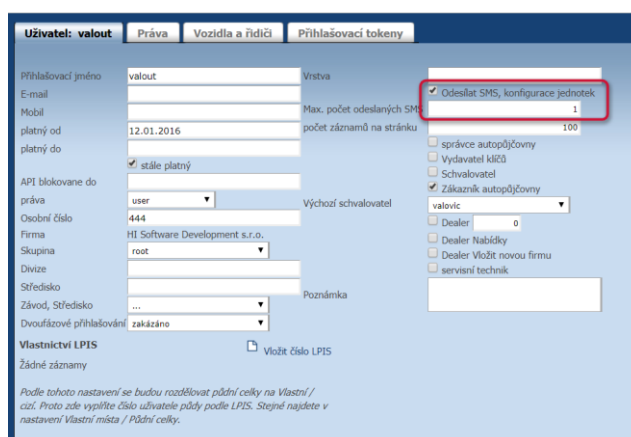 Uživatel: valout Práva Vozidla a řidiči Přihlašovací tokeny
Přihlašovací jméno valout
E-mail
Mobil
platný od 12.01.2016
platný do
stále platný
API blokovane do
práva user
Osobní číslo 444
Firma HI Software Development s.r.o.
Skupina root
Divize
Středisko
Závod, Středisko ...
Dvoufázové přihlašování zakázáno
Vrstva
Odesílat SMS, konfigurace jednotek
Max. počet odeslaných SMS 1
počet záznamů na stránku 100
správce autopůjčovny
Vydavatel klíčů
Schvalovatel
Zákazník autopůjčovny
Výchozí schvalovatel valovic
Dealer 0
Dealer Nabídky
Dealer Vložit novou firmu
servisní technik
Poznámka
Vlastnictví LPIS Vložit číslo LPIS
Žádné záznamy
Podle tohoto nastavení se budou rozdělovat půdní celky na Vlastní /
cizí. Proto zde vyplňte číslo uživatele půdy podle LPIS. Stejné najdete v
nastavení Vlastní místa / Půdní celky.